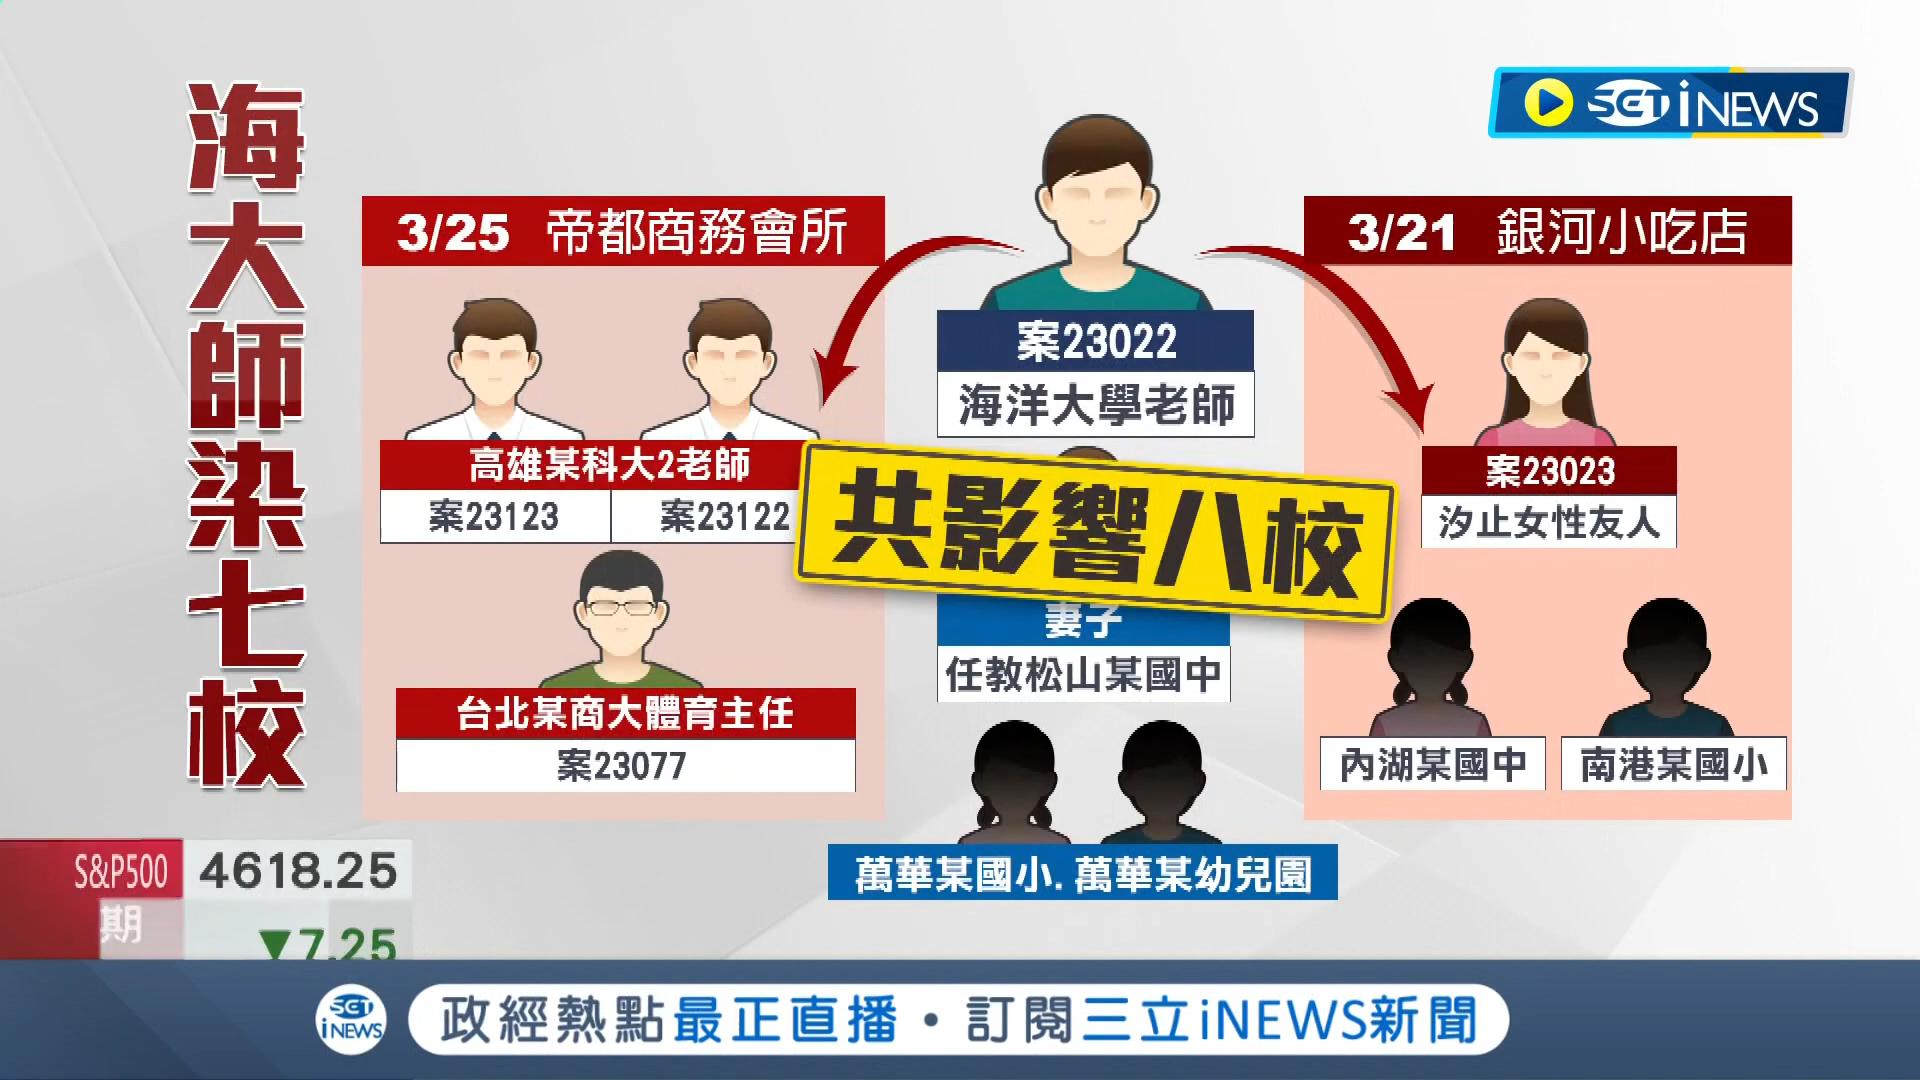 海大師染七校
SET iNEWS
3/25 帝都商務會所
3/21 銀河小吃店
案23022
海洋大學老師
高雄某科大2老師
案23123
案23122
共影響八校
案23023
汐止女性友人
妻子
任教松山某國中
台北某商大體育主任
案23077
內湖某國中
南港某國小
萬華某國小.萬華某幼兒園
S&P500
期
4618.25
▼7.25
SET iNEWS
政經熱點最正直播・訂閱三立iNEWS新聞